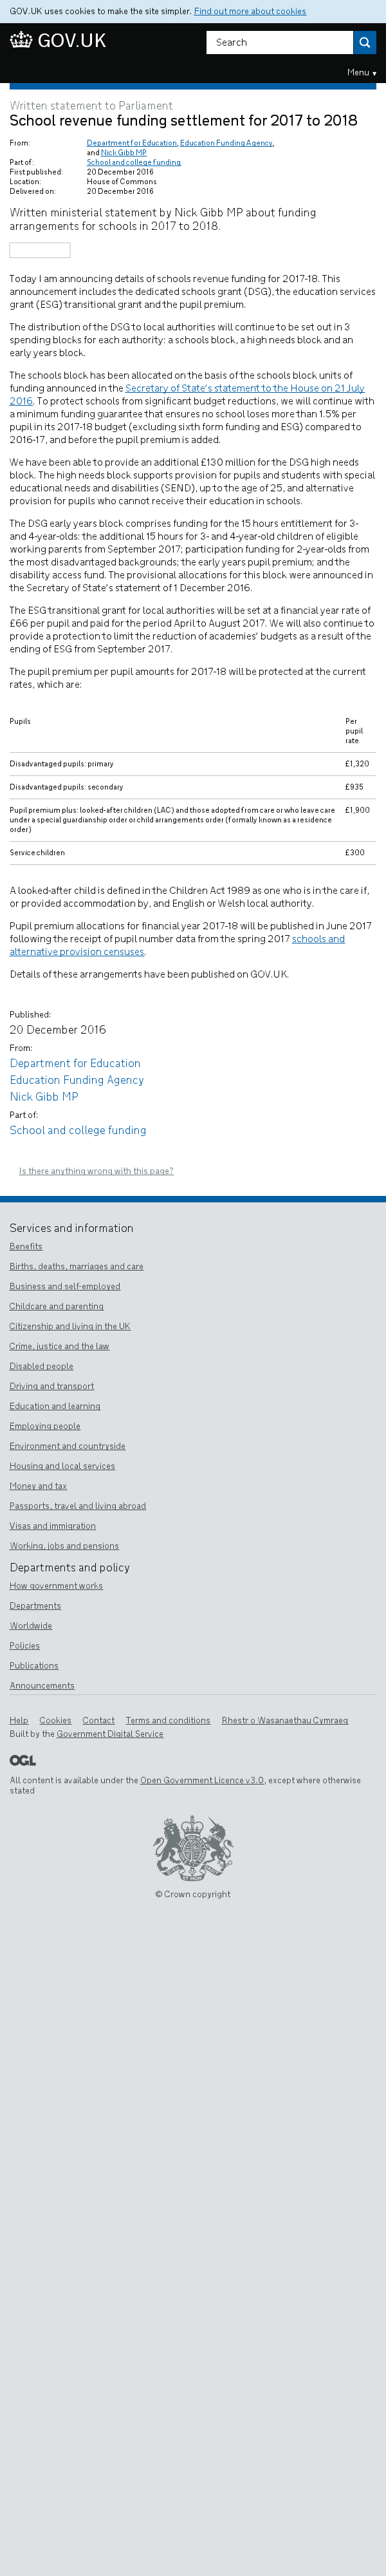 GOV.UK uses cookies to make the site simpler. Find out more about cookies
GOV.UK
Search
Menu ▾
Written statement to Parliament
School revenue funding settlement for 2017 to 2018
From: Department for Education, Education Funding Agency,
and Nick Gibb MP
Part of: School and college funding
First published: 20 December 2016
Location: House of Commons
Delivered on: 20 December 2016
Written ministerial statement by Nick Gibb MP about funding
arrangements for schools in 2017 to 2018.
Today I am announcing details of schools revenue funding for 2017-18. This
announcement includes the dedicated schools grant (DSG), the education services
grant (ESG) transitional grant and the pupil premium.
The distribution of the DSG to local authorities will continue to be set out in 3
spending blocks for each authority: a schools block, a high needs block and an
early years block.
The schools block has been allocated on the basis of the schools block units of
funding announced in the Secretary of State's statement to the House on 21 July
2016. To protect schools from significant budget reductions, we will continue with
a minimum funding guarantee that ensures no school loses more than 1.5% per
pupil in its 2017-18 budget (excluding sixth form funding and ESG) compared to
2016-17, and before the pupil premium is added.
We have been able to provide an additional £130 million for the DSG high needs
block. The high needs block supports provision for pupils and students with special
educational needs and disabilities (SEND), up to the age of 25, and alternative
provision for pupils who cannot receive their education in schools.
The DSG early years block comprises funding for the 15 hours entitlement for 3-
and 4-year-olds: the additional 15 hours for 3- and 4-year-old children of eligible
working parents from September 2017; participation funding for 2-year-olds from
the most disadvantaged backgrounds; the early years pupil premium; and the
disability access fund. The provisional allocations for this block were announced in
the Secretary of State's statement of 1 December 2016.
The ESG transitional grant for local authorities will be set at a financial year rate of
£66 per pupil and paid for the period April to August 2017. We will also continue to
provide a protection to limit the reduction of academies' budgets as a result of the
ending of ESG from September 2017.
The pupil premium per pupil amounts for 2017-18 will be protected at the current
rates, which are:
Pupils Per
pupil
rate
Disadvantaged pupils: primary £1,320
Disadvantaged pupils: secondary £935
Pupil premium plus: looked-after children (LAC) and those adopted from care or who leave care £1,900
under a special guardianship order or child arrangements order (formally known as a residence
order)
Service children £300
A looked-after child is defined in the Children Act 1989 as one who is in the care if,
or provided accommodation by, and English or Welsh local authority.
Pupil premium allocations for financial year 2017-18 will be published in June 2017
following the receipt of pupil number data from the spring 2017 schools and
alternative provision censuses.
Details of these arrangements have been published on GOV.UK.
Published:
20 December 2016
From:
Department for Education
Education Funding Agency
Nick Gibb MP
Part of:
School and college funding
Is there anything wrong with this page?
Services and information
Benefits
Births, deaths, marriages and care
Business and self-employed
Childcare and parenting
Citizenship and living in the UK
Crime, justice and the law
Disabled people
Driving and transport
Education and learning
Employing people
Environment and countryside
Housing and local services
Money and tax
Passports, travel and living abroad
Visas and immigration
Working, jobs and pensions
Departments and policy
How government works
Departments
Worldwide
Policies
Publications
Announcements
Help Cookies Contact Terms and conditions Rhestr o Wasanaethau Cymraeg
Built by the Government Digital Service
OGL
All content is available under the Open Government Licence v3.0, except where otherwise
stated
© Crown copyright